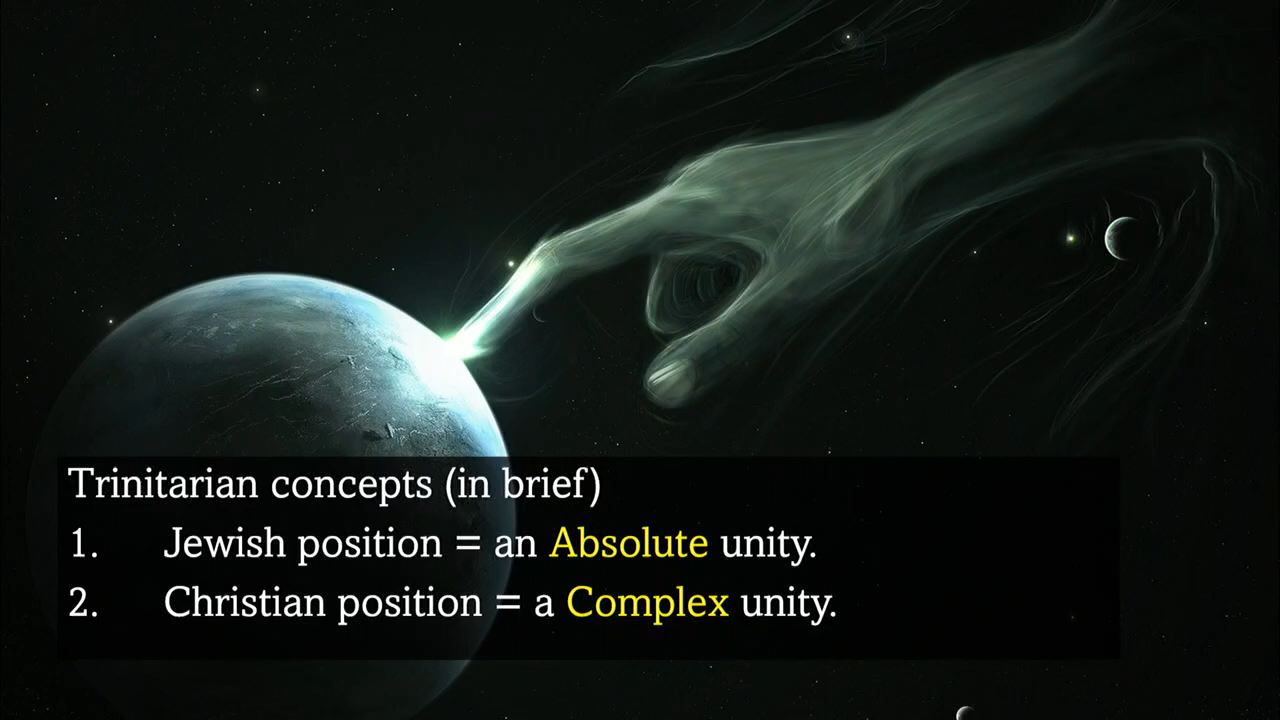 Trinitarian concepts (in brief)
1. Jewish position = an Absolute unity.
2. Christian position = a Complex unity.